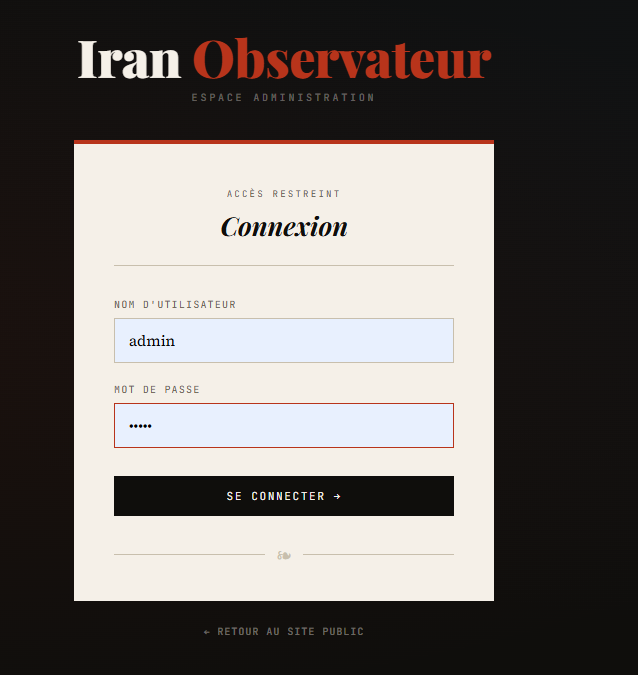 Iran Observateur
ESPACE ADMINISTRATION
ACCÈS RESTREINT
Connexion
NOM D'UTILISATEUR
admin
MOT DE PASSE
•••••
SE CONNECTER →
❧
← RETOUR AU SITE PUBLIC